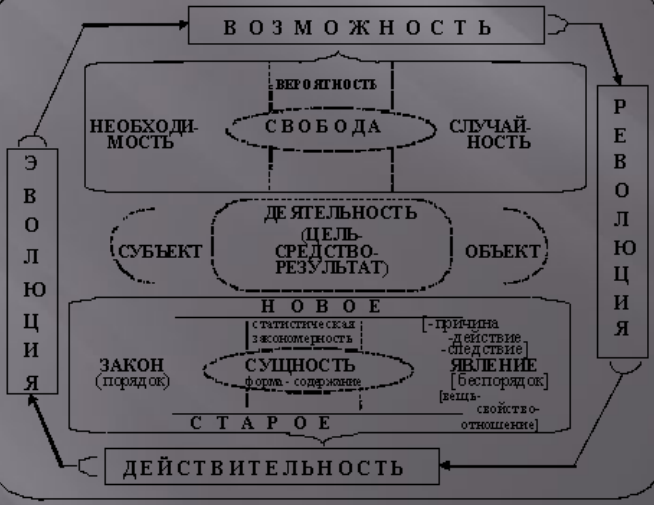 ВОЗМОЖНОСТЬ
ВЕРОЯТНОСТЬ
НЕОБХОДИ-
МОСТЬ
СВОБОДА
СЛУЧАЙ-
НОСТЬ
ЭВОЛЮЦИЯ
РЕВОЛЮЦИЯ
СУБЪЕКТ
ДЕЯТЕЛЬНОСТЬ
(ЦЕЛЬ-
СРЕДСТВО-
РЕЗУЛЬТАТ)
ОБЪЕКТ
НОВОЕ
статистическая
закономерность
[-причина
-действие
-следствие]
ЗАКОН
(порядок)
СУЩНОСТЬ
форма - содержание
ЯВЛЕНИЕ
[беспорядок]
[вещь-
свойство-
отношение]
СТАРОЕ
ДЕЙСТВИТЕЛЬНОСТЬ